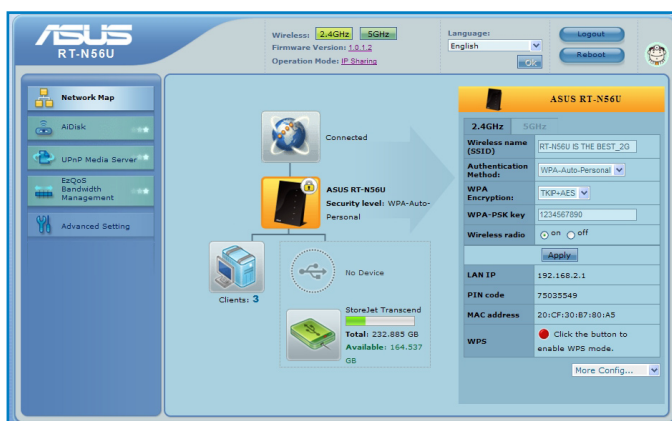 ASUS
RT-N56U
Wireless: 2.4GHz 5GHz
Firmware Version: 1.0.1.2
Operation Mode: IP Sharing
Language:
English
OK
Logout
Reboot
Network Map
AiDisk
UPnP Media Server
EzQoS
Bandwidth
Management
Advanced Setting
Connected
ASUS RT-N56U
Security level: WPA-Auto-
Personal
Clients: 3
No Device
StoreJet Transcend
Total: 232.885 GB
Available: 164.537
GB
ASUS RT-N56U
2.4GHz 5GHz
Wireless name
(SSID)
RT-N56U IS THE BEST_2G
Authentication
Method:
WPA-Auto-Personal
WPA
Encryption:
TKIP+AES
WPA-PSK key
1234567890
Wireless radio
on off
Apply
LAN IP
192.168.2.1
PIN code
75035549
MAC address
20:CF:30:B7:80:A5
WPS
Click the button to
enable WPS mode.
More Config...